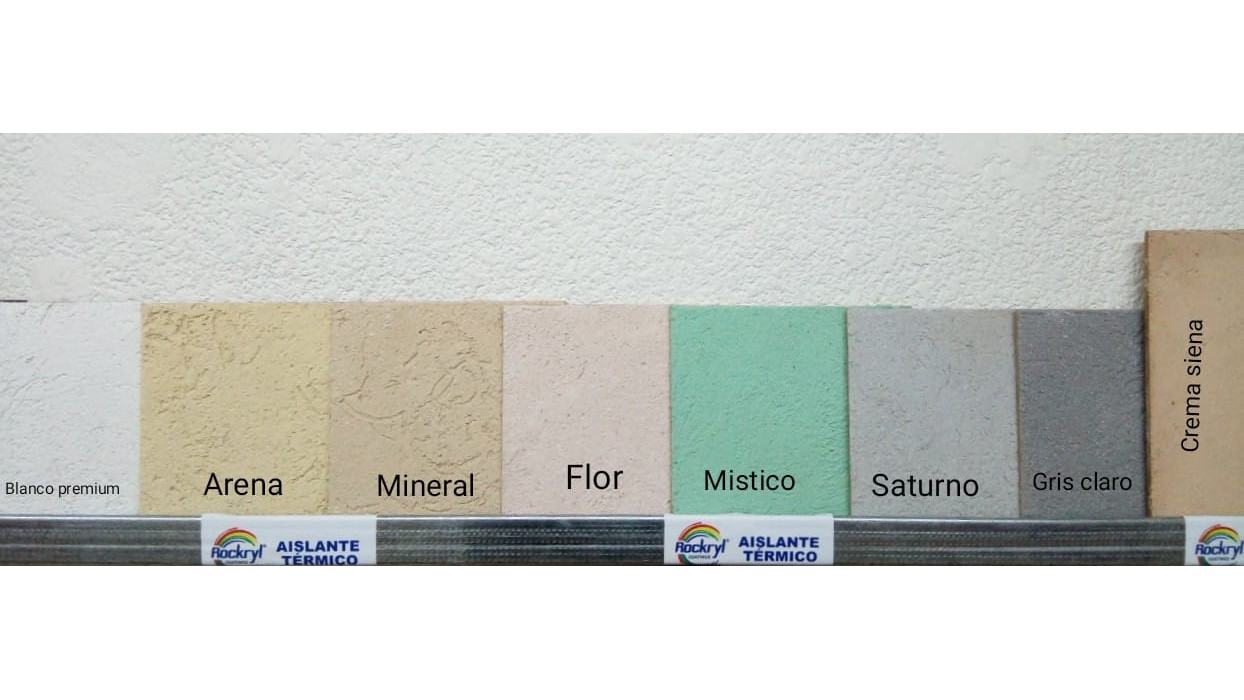 Blanco premium
Arena
Mineral
Flor
Mistico
Saturno
Gris claro
Crema siena
Rockryl®
AISLANTE
TÉRMICO
Rockryl®
AISLANTE
TÉRMICO
Rockryl